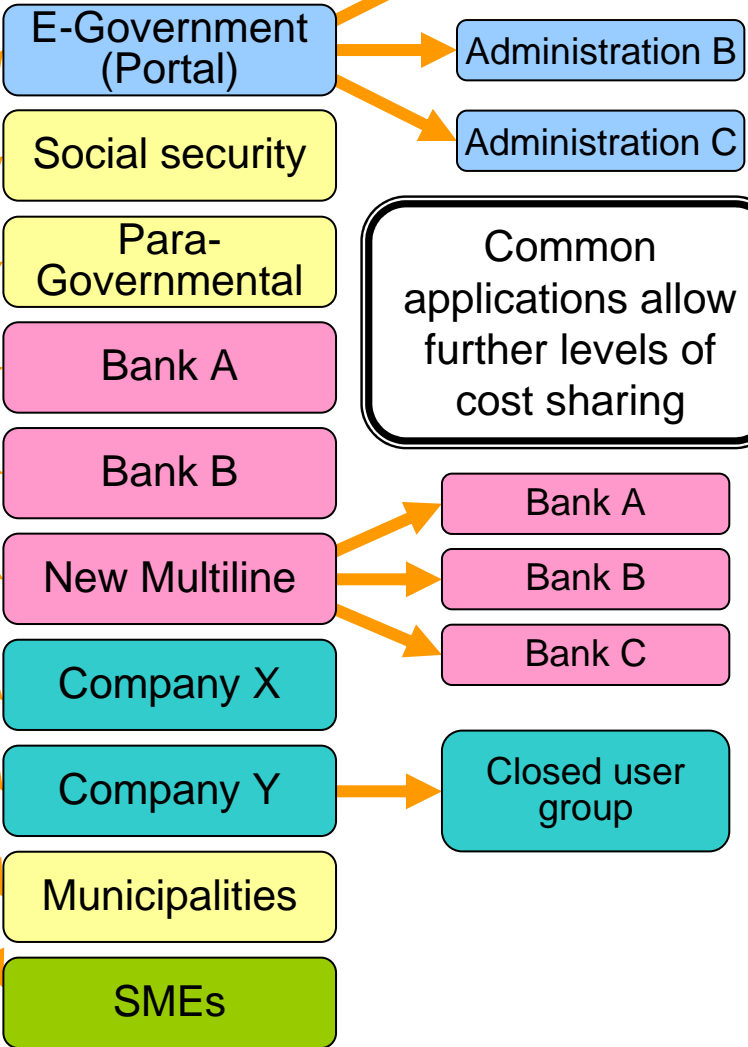 E-Government
(Portal)
Administration B
Administration C
Social security
Para-
Governmental
Common
applications allow
further levels of
cost sharing
Bank A
Bank B
New Multiline
Bank A
Bank B
Bank C
Company X
Company Y
Closed user
group
Municipalities
SMEs